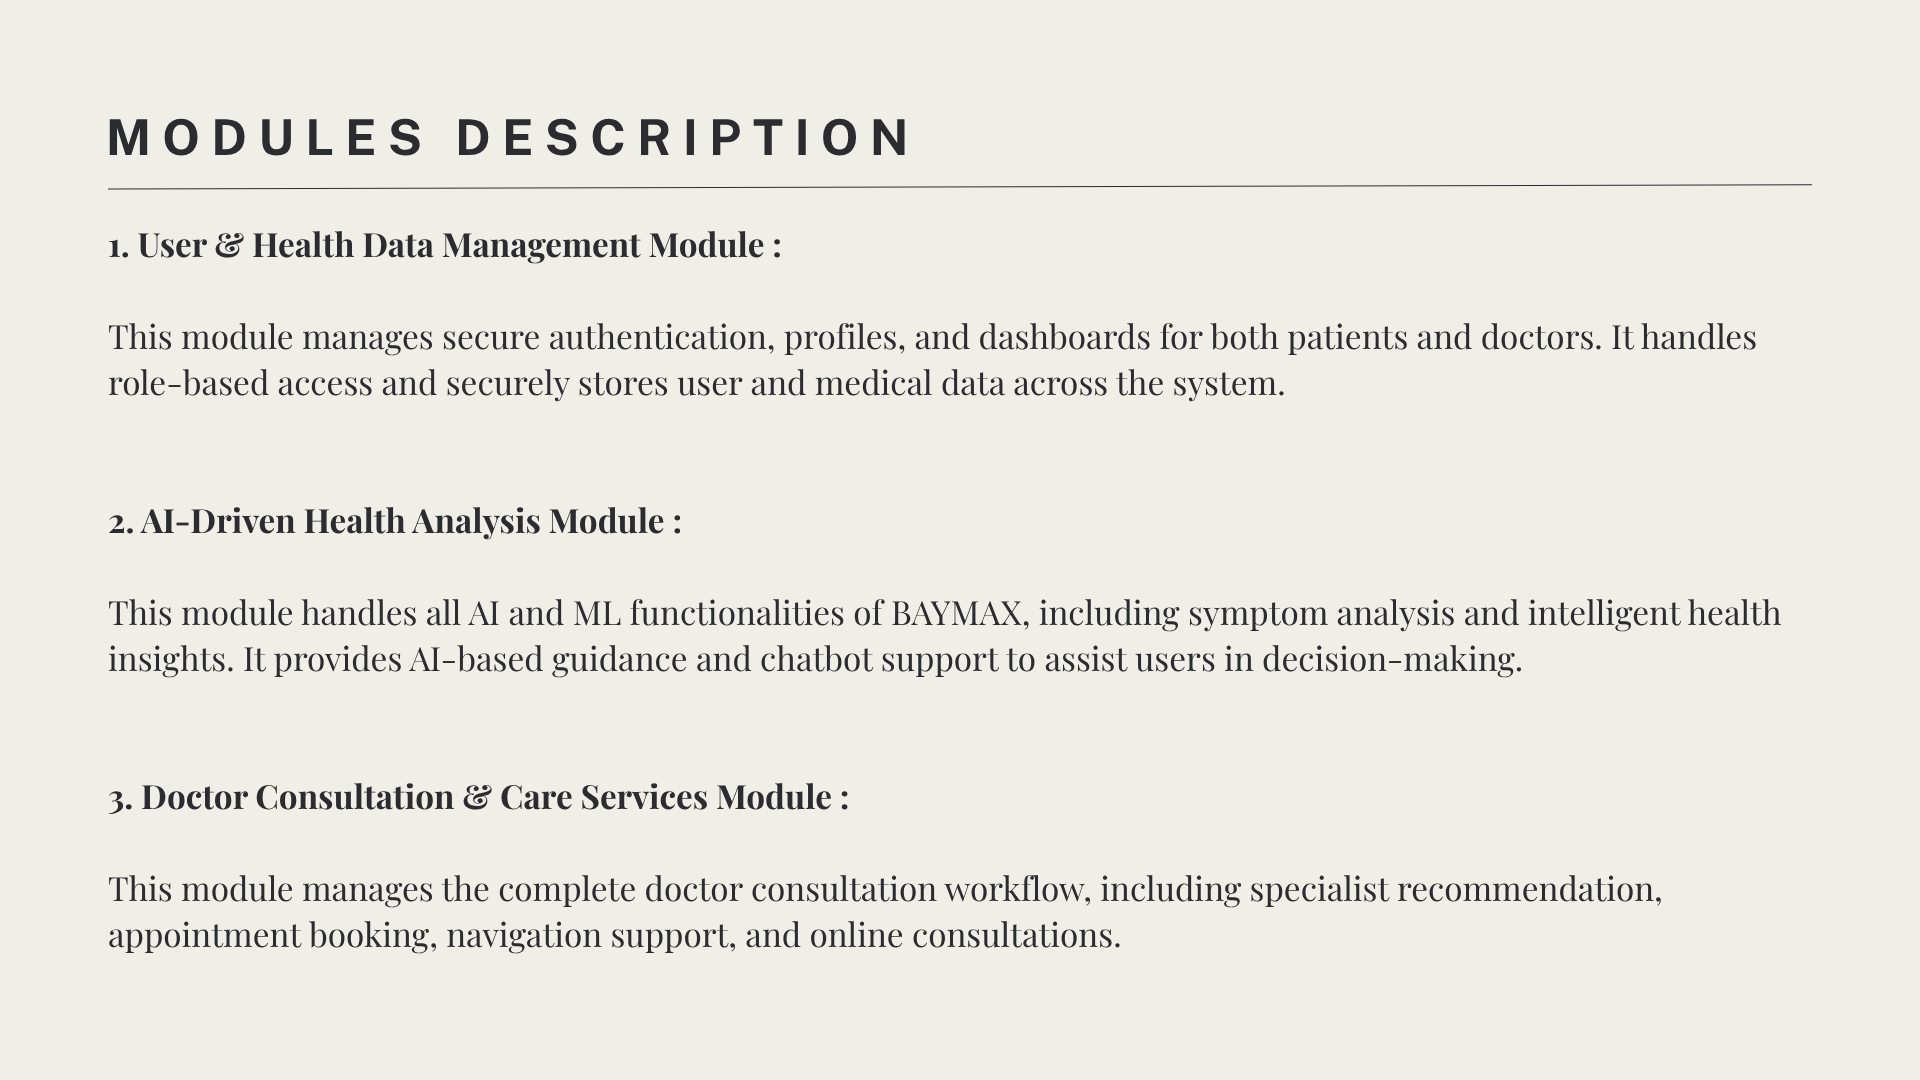 MODULES DESCRIPTION
1. User & Health Data Management Module :
This module manages secure authentication, profiles, and dashboards for both patients and doctors. It handles
role-based access and securely stores user and medical data across the system.
2. AI-Driven Health Analysis Module :
This module handles all AI and ML functionalities of BAYMAX, including symptom analysis and intelligent health
insights. It provides AI-based guidance and chatbot support to assist users in decision-making.
3. Doctor Consultation & Care Services Module :
This module manages the complete doctor consultation workflow, including specialist recommendation,
appointment booking, navigation support, and online consultations.